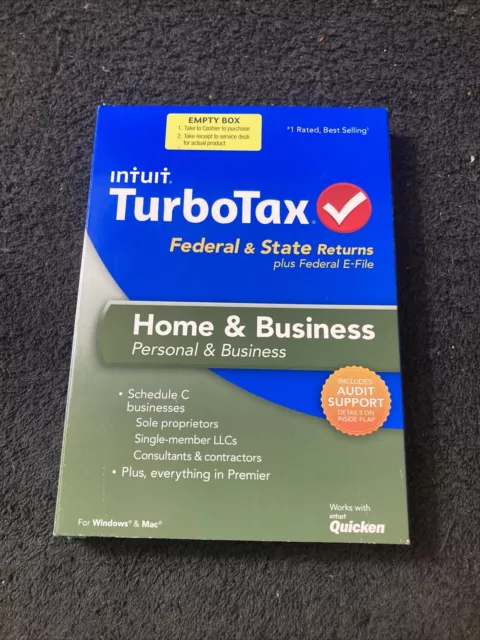 EMPTY BOX
1. Take to Cashier to purchase
2. Take receipt to service desk
for actual product
#1 Rated, Best Selling¹
intuit®
TurboTax®
Federal & State Returns
plus Federal E-File
Home & Business
Personal & Business
• Schedule C
businesses
Sole proprietors
Single-member LLCs
Consultants & contractors
• Plus, everything in Premier
INCLUDES
AUDIT
SUPPORT
DETAILS ON
INSIDE FLAP
For Windows® & Mac®
Works with
intuit
Quicken